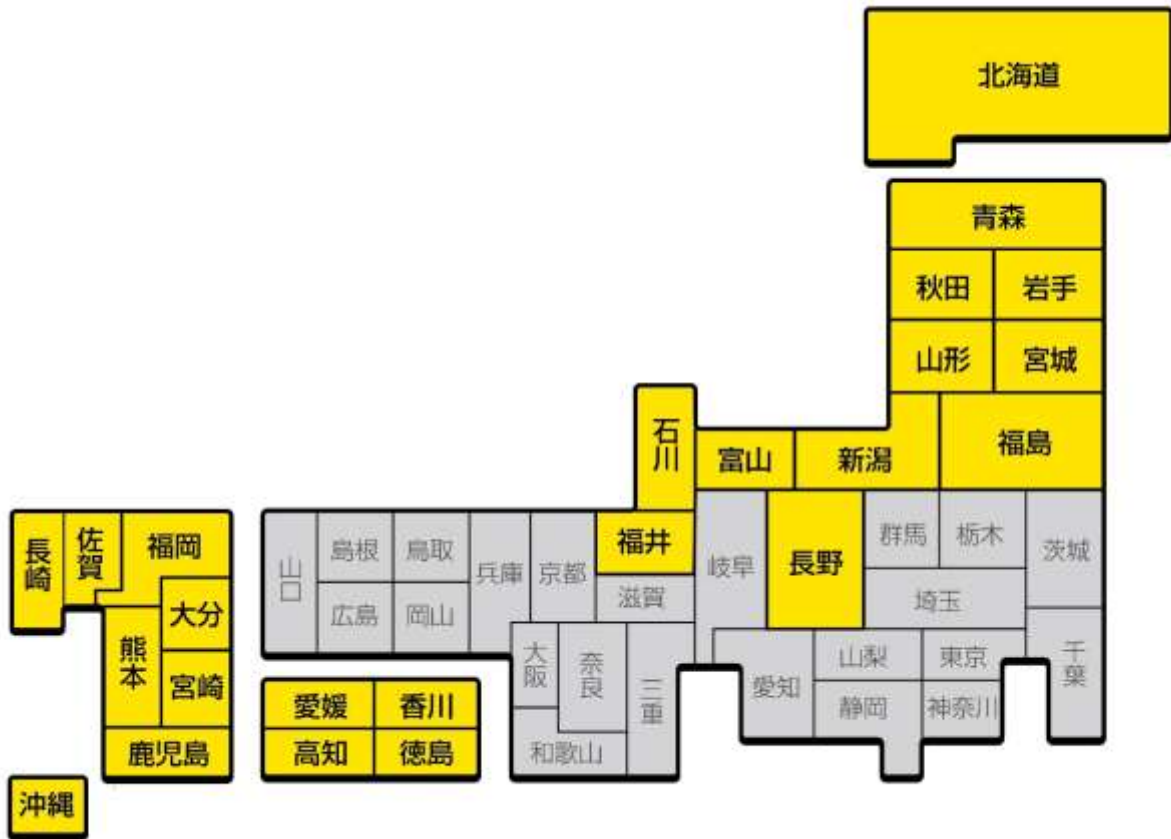 北海道
青森
秋田
岩手
山形
宮城
石川
富山
新潟
福島
長崎
佐賀
福岡
山口
島根
鳥取
兵庫
京都
福井
岐阜
長野
群馬
栃木
茨城
大分
広島
岡山
滋賀
埼玉
熊本
宮崎
大阪
奈良
三重
愛知
山梨
東京
千葉
愛媛
香川
静岡
神奈川
鹿児島
高知
徳島
和歌山
沖縄